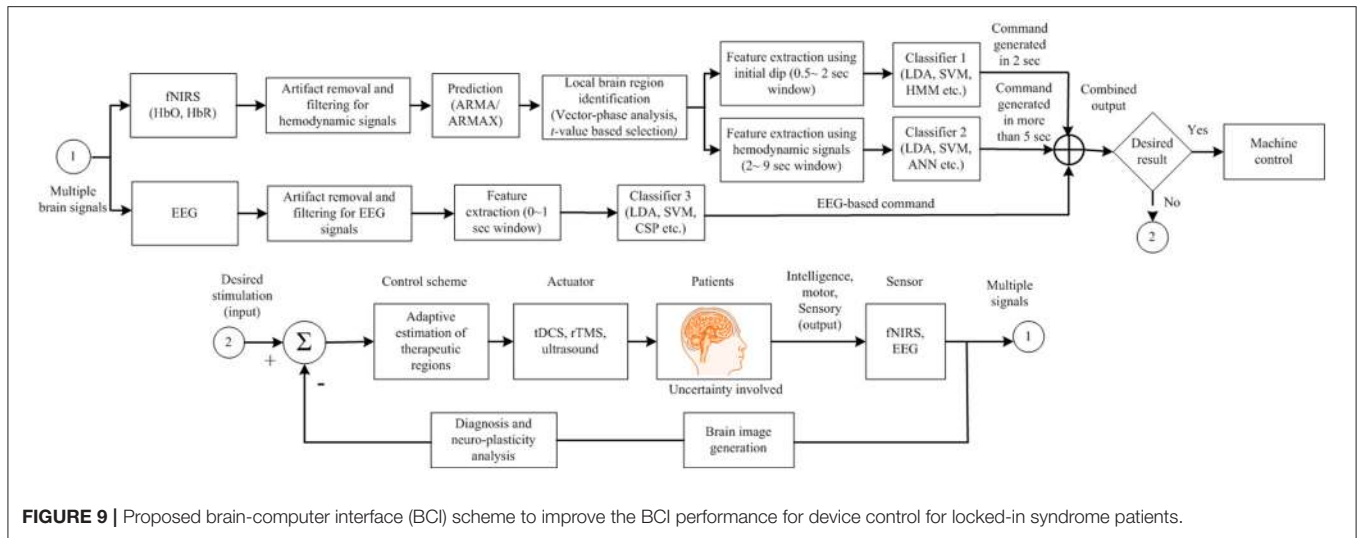 1
Multiple
brain signals
fNIRS
(HbO, HbR)
Artifact removal and
filtering for
hemodynamic signals
Prediction
(ARMA/
ARMAX)
Local brain region
identification
(Vector-phase analysis,
t-value based selection)
Feature extraction using
initial dip (0.5~ 2 sec
window)
Classifier 1
(LDA, SVM,
HMM etc.)
Command
generated
in 2 sec
Feature extraction using
hemodynamic signals
(2~ 9 sec window)
Classifier 2
(LDA, SVM,
ANN etc.)
Command
generated
in more
than 5 sec
Combined
output
Desired
result
Yes
Machine
control
No
2
EEG
Artifact removal and
filtering for EEG
signals
Feature
extraction (0~1
sec window)
Classifier 3
(LDA, SVM,
CSP etc.)
EEG-based command
Desired
stimulation
(input)
2
+
Σ
-
Control scheme
Adaptive
estimation of
therapeutic
regions
Actuator
tDCS, rTMS,
ultrasound
Patients
Uncertainty involved
Intelligence,
motor,
Sensory
(output)
Sensor
fNIRS,
EEG
Multiple
signals
1
Diagnosis and
neuro-plasticity
analysis
Brain image
generation
FIGURE 9 | Proposed brain-computer interface (BCI) scheme to improve the BCI performance for device control for locked-in syndrome patients.